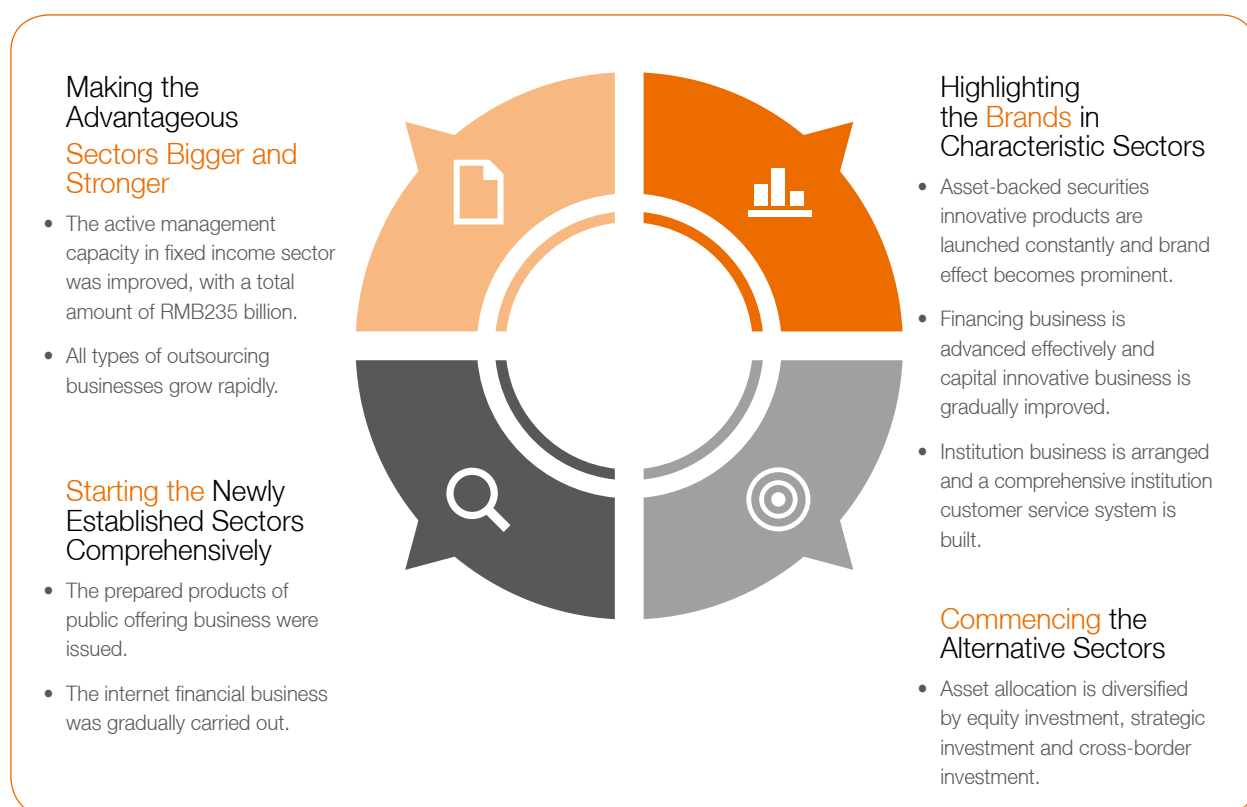 Making the
Advantageous
Sectors Bigger and
Stronger
• The active management
capacity in fixed income sector
was improved, with a total
amount of RMB235 billion.
• All types of outsourcing
businesses grow rapidly.
Starting the Newly
Established Sectors
Comprehensively
• The prepared products of
public offering business were
issued.
• The internet financial business
was gradually carried out.
Highlighting
the Brands in
Characteristic Sectors
• Asset-backed securities
innovative products are
launched constantly and brand
effect becomes prominent.
• Financing business is
advanced effectively and
capital innovative business is
gradually improved.
• Institution business is arranged
and a comprehensive institution
customer service system is
built.
Commencing the
Alternative Sectors
• Asset allocation is diversified
by equity investment, strategic
investment and cross-border
investment.